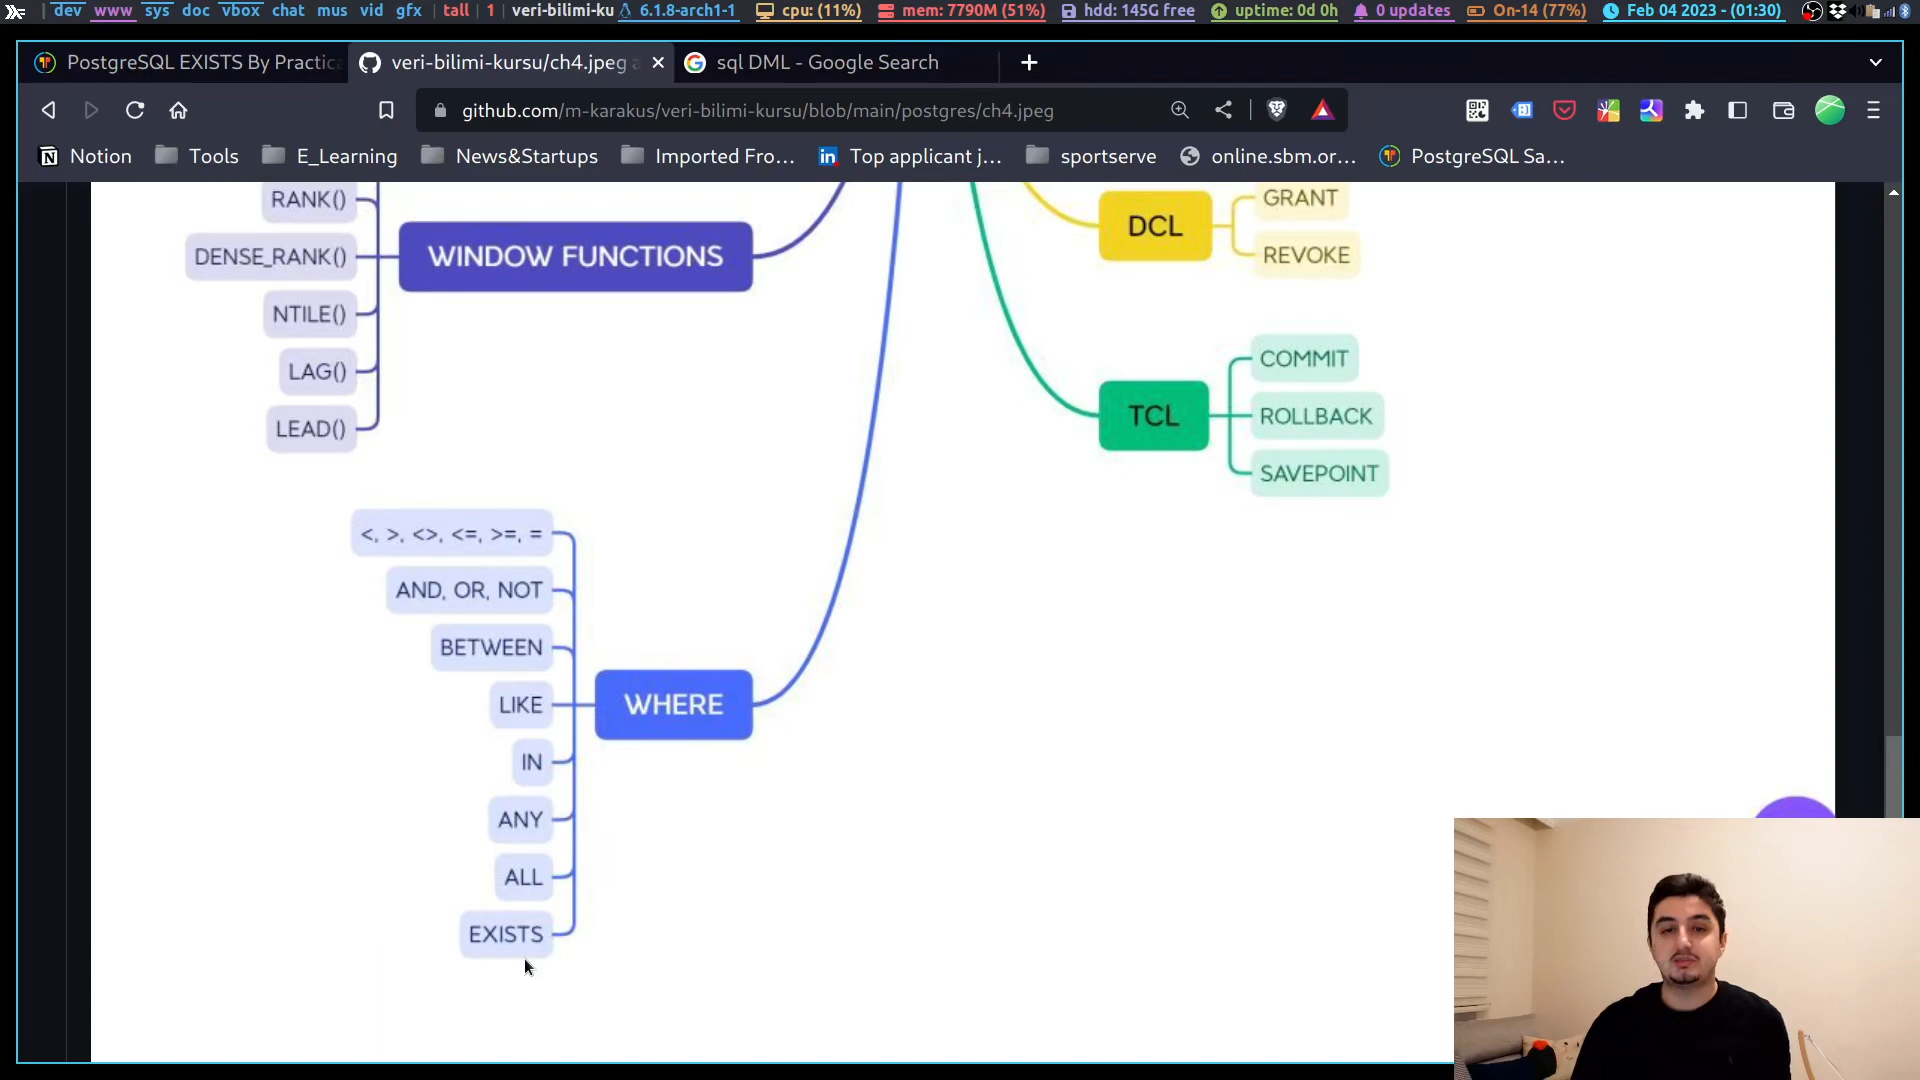 dev www sys doc vbox chat mus vid gfx | tall | 1 | veri-bilimi-ku 6.1.8-arch1-1 cpu: (11%) mem: 7790M (51%) hdd: 145G free uptime: 0d 0h 0 updates On-14 (77%) Feb 04 2023 - (01:30)
PostgreSQL EXISTS By Practica
veri-bilimi-kursu/ch4.jpeg a
sql DML - Google Search
github.com/m-karakus/veri-bilimi-kursu/blob/main/postgres/ch4.jpeg
Notion Tools E_Learning News&Startups Imported Fro... Top applicant j... sportserve online.sbm.or... PostgreSQL Sa...
RANK()
DENSE_RANK()
NTILE()
LAG()
LEAD()
WINDOW FUNCTIONS
DCL
GRANT
REVOKE
TCL
COMMIT
ROLLBACK
SAVEPOINT
<, >, <>, <=, >=, =
AND, OR, NOT
BETWEEN
LIKE
IN
ANY
ALL
EXISTS
WHERE